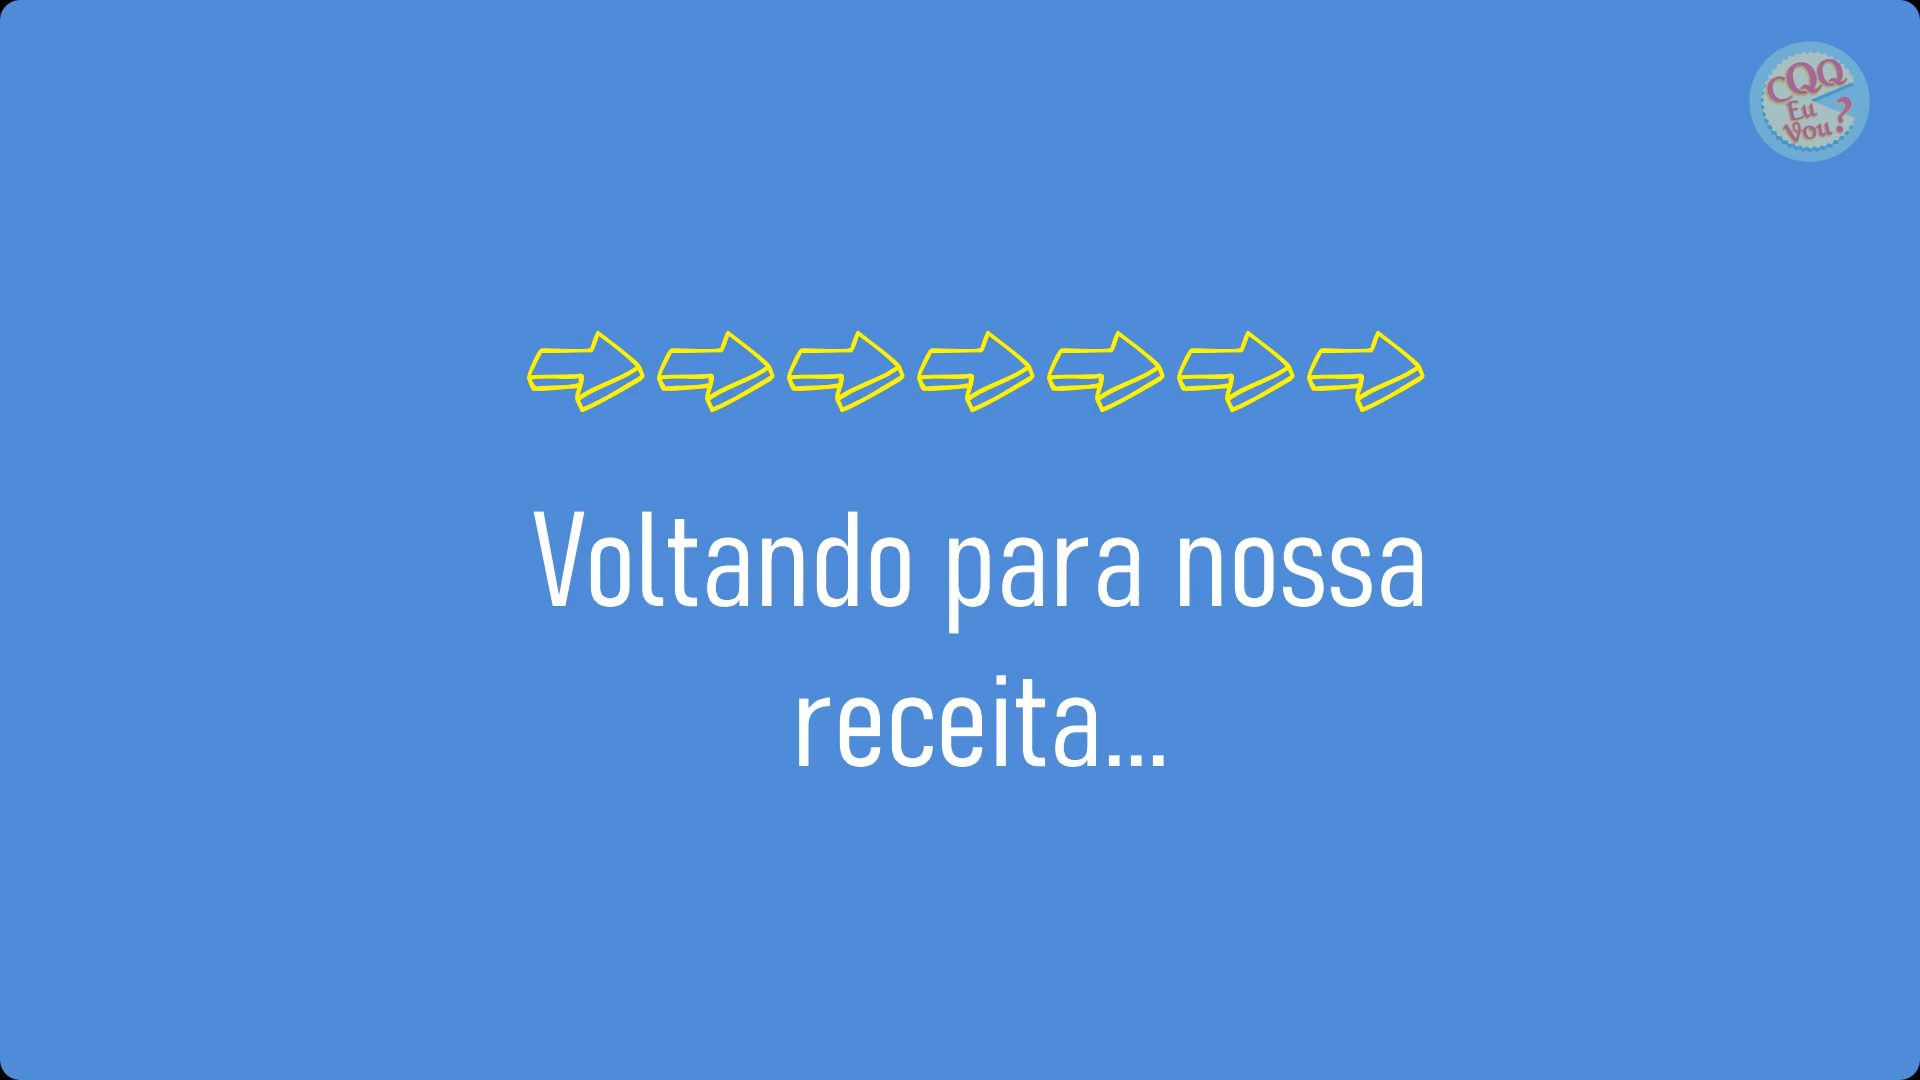 CQQ
Eu
Vou?
Voltando para nossa
receita...